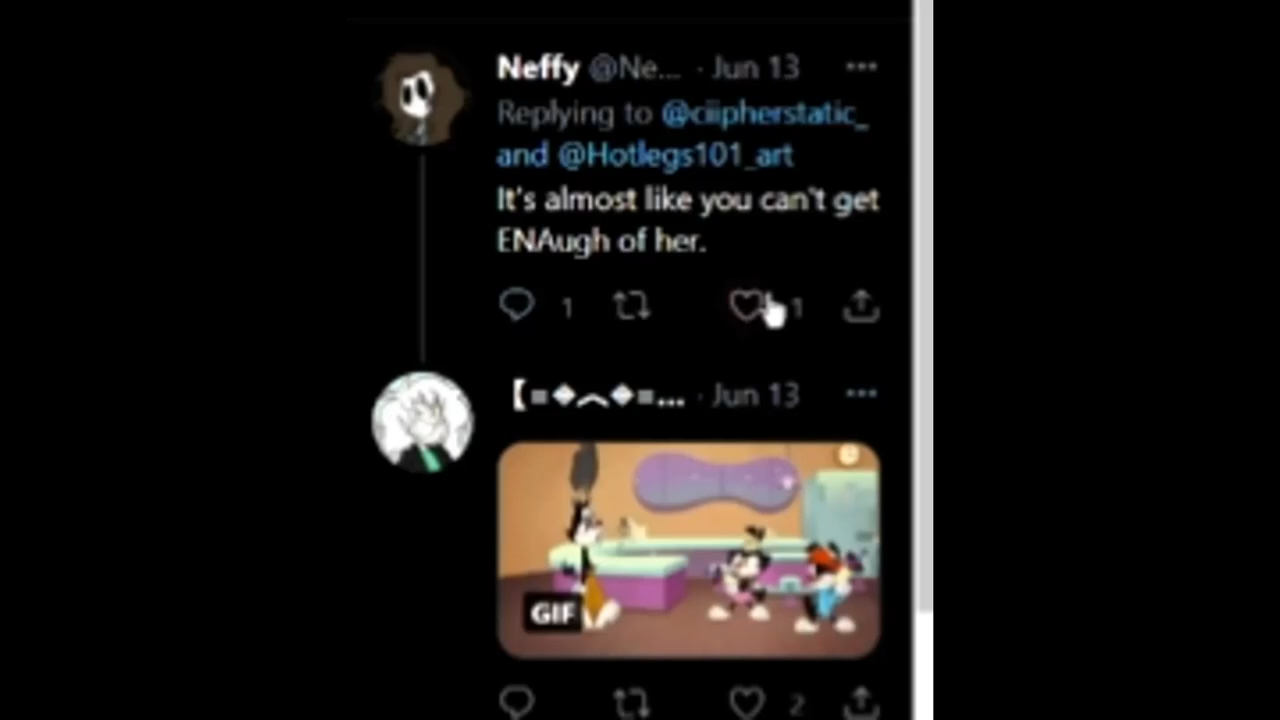 Neffy @Ne... · Jun 13
Replying to @ciipherstatic_
and @Hotlegs101_art
It's almost like you can't get
ENAugh of her.
1 1
【=◆︿◆=... · Jun 13
GIF
2